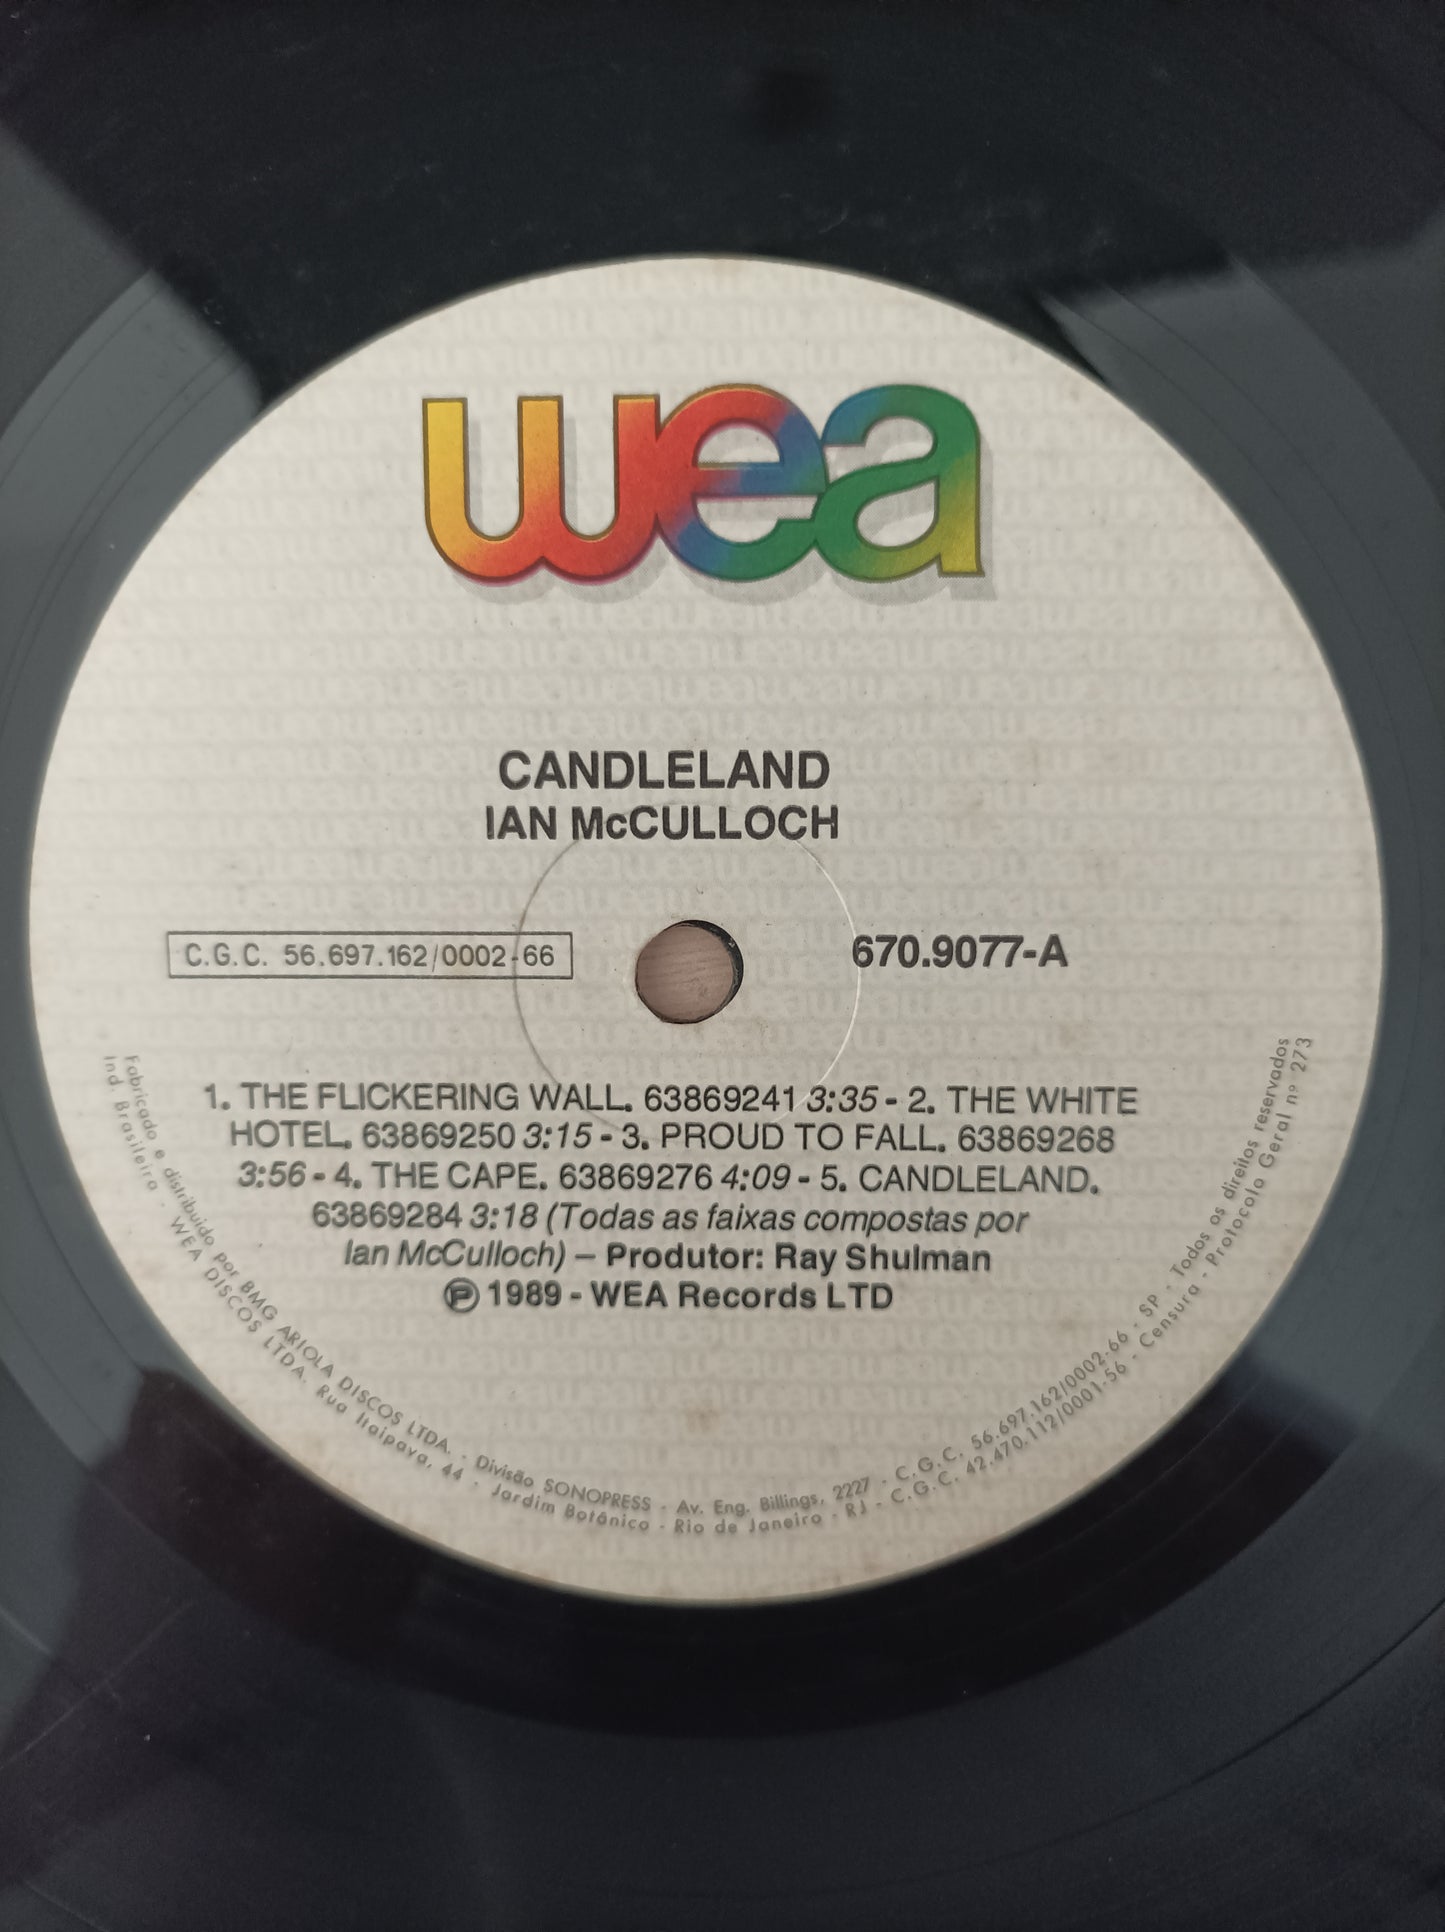 wea
CANDLELAND
IAN McCULLOCH
C.G.C. 56.697.162/0002-66
670.9077-A
1. THE FLICKERING WALL. 63869241 3:35 - 2. THE WHITE
HOTEL. 63869250 3:15 - 3. PROUD TO FALL. 63869268
3:56 - 4. THE CAPE. 63869276 4:09 - 5. CANDLELAND.
63869284 3:18 (Todas as faixas compostas por
Ian McCulloch) – Produtor: Ray Shulman
Ⓟ 1989 - WEA Records LTD
Fabricado e distribuido por BMG ARIOLA DISCOS LTDA. - Divisão SONOPRESS - Av. Eng. Billings, 2227 - C.G.C. 56.697.162/0002-66 - SP - Todos os direitos reservados
Ind Brasileira - WEA DISCOS LTDA. Rua Itaipava, 44 - Jardim Botânico - Rio de Janeiro - RJ - C.G.C. 42.470.112/0001-56 - Censura - Protocolo Geral nº 273